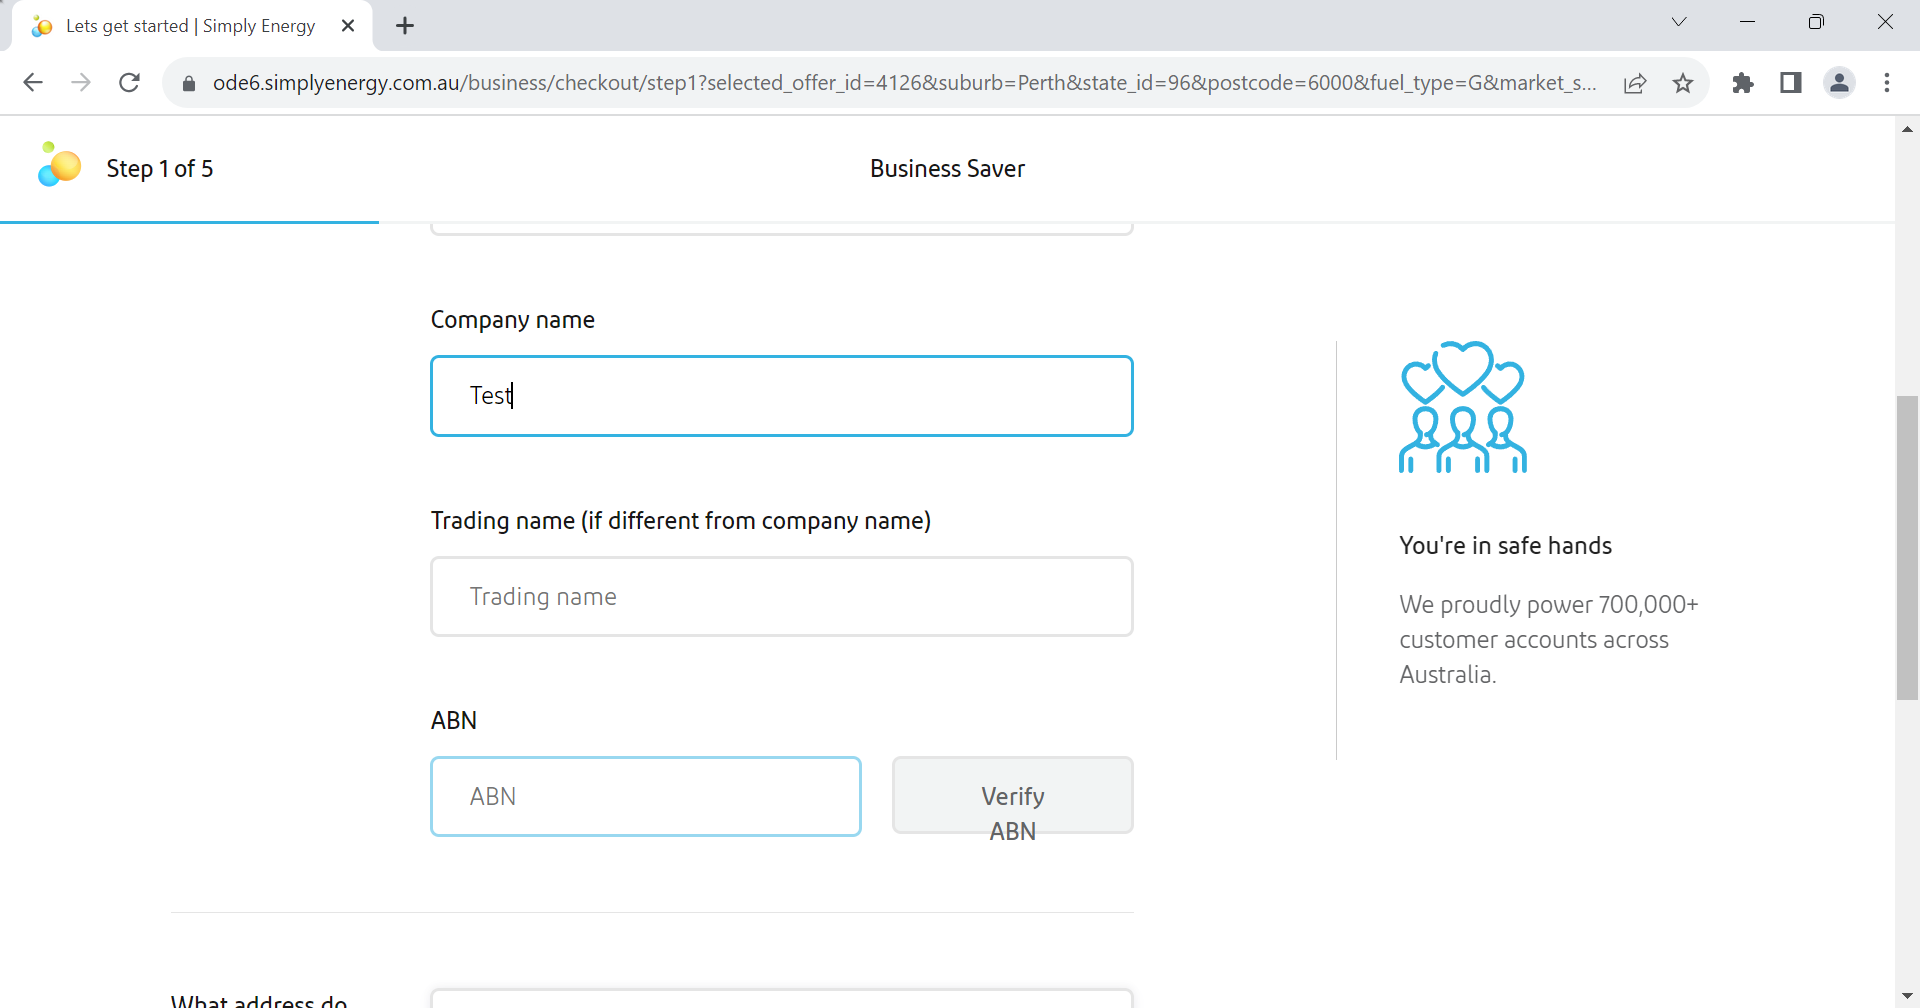 Lets get started | Simply Energy
ode6.simplyenergy.com.au/business/checkout/step1?selected_offer_id=4126&suburb=Perth&state_id=96&postcode=6000&fuel_type=G&market_s...
Step 1 of 5
Business Saver
Company name
Test
Trading name (if different from company name)
Trading name
ABN
ABN
Verify
ABN
You're in safe hands
We proudly power 700,000+
customer accounts across
Australia.
What address do